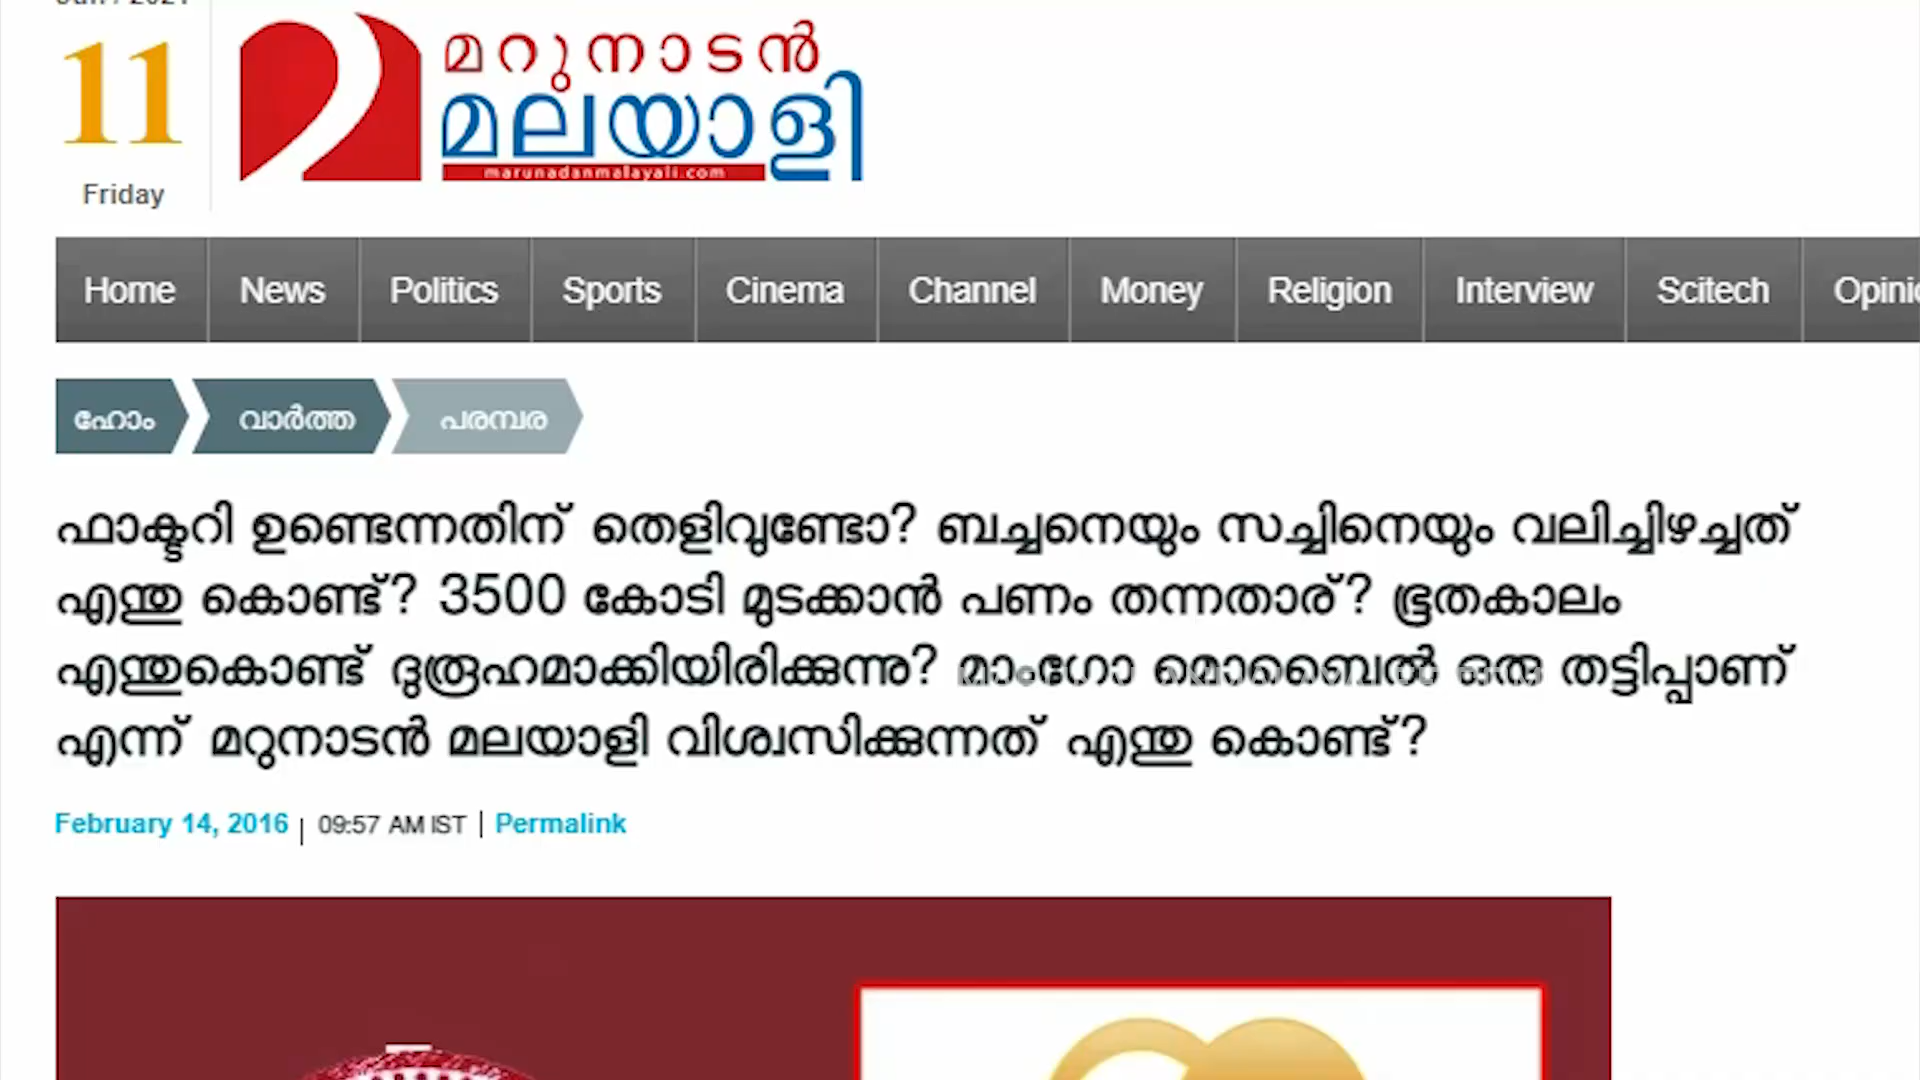 11
Friday
മറുനാടൻ
മലയാളി
marunadanmalayali.com
Home News Politics Sports Cinema Channel Money Religion Interview Scitech
ഹോം വാർത്ത പരമ്പര
ഫാക്ടറി ഉണ്ടെന്നതിന് തെളിവുണ്ടോ? ബച്ചനെയും സച്ചിനെയും വലിച്ചിഴച്ചത്
എന്തു കൊണ്ട്? 3500 കോടി മുടക്കാൻ പണം തന്നതാര്? ഭൂതകാലം
എന്തുകൊണ്ട് ദുരൂഹമാക്കിയിരിക്കുന്നു? മാംഗോ മൊബൈൽ ഒരു തട്ടിപ്പാണ്
എന്ന് മറുനാടൻ മലയാളി വിശ്വസിക്കുന്നത് എന്തു കൊണ്ട്?
February 14, 2016 | 09:57 AM IST | Permalink